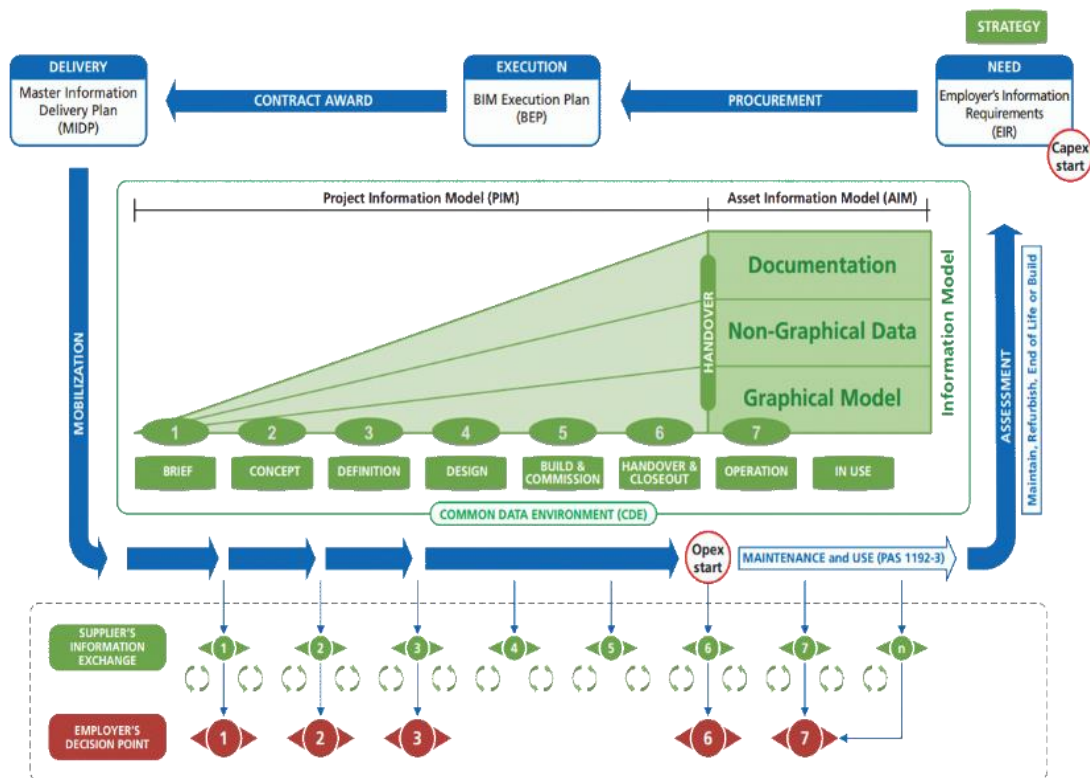 STRATEGY
DELIVERY
Master Information
Delivery Plan
(MIDP)
CONTRACT AWARD
EXECUTION
BIM Execution Plan
(BEP)
PROCUREMENT
NEED
Employer's Information
Requirements
(EIR)
Capex
start
Project Information Model (PIM)
Asset Information Model (AIM)
MOBILIZATION
Documentation
Non-Graphical Data
Graphical Model
HANDOVER
Information Model
ASSESSMENT
Maintain, Refurbish, End of Life or Build
1
2
3
4
5
6
7
BRIEF
CONCEPT
DEFINITION
DESIGN
BUILD &
COMMISSION
HANDOVER &
CLOSEOUT
OPERATION
IN USE
COMMON DATA ENVIRONMENT (CDE)
Opex
start
MAINTENANCE and USE (PAS 1192-3)
SUPPLIER'S
INFORMATION
EXCHANGE
1
2
3
4
5
6
7
n
EMPLOYER'S
DECISION POINT
1
2
3
6
7